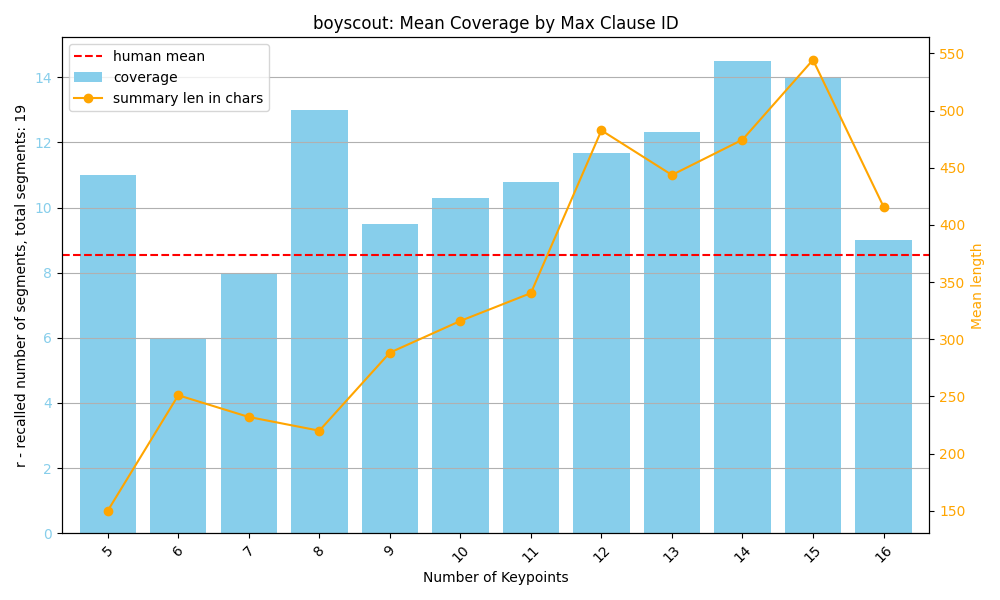 boyscout: Mean Coverage by Max Clause ID
human mean
coverage
summary len in chars
r - recalled number of segments, total segments: 19
14
12
10
8
6
4
2
0
550
500
450
400
350
300
250
200
150
Mean length
5 6 7 8 9 10 11 12 13 14 15 16
Number of Keypoints